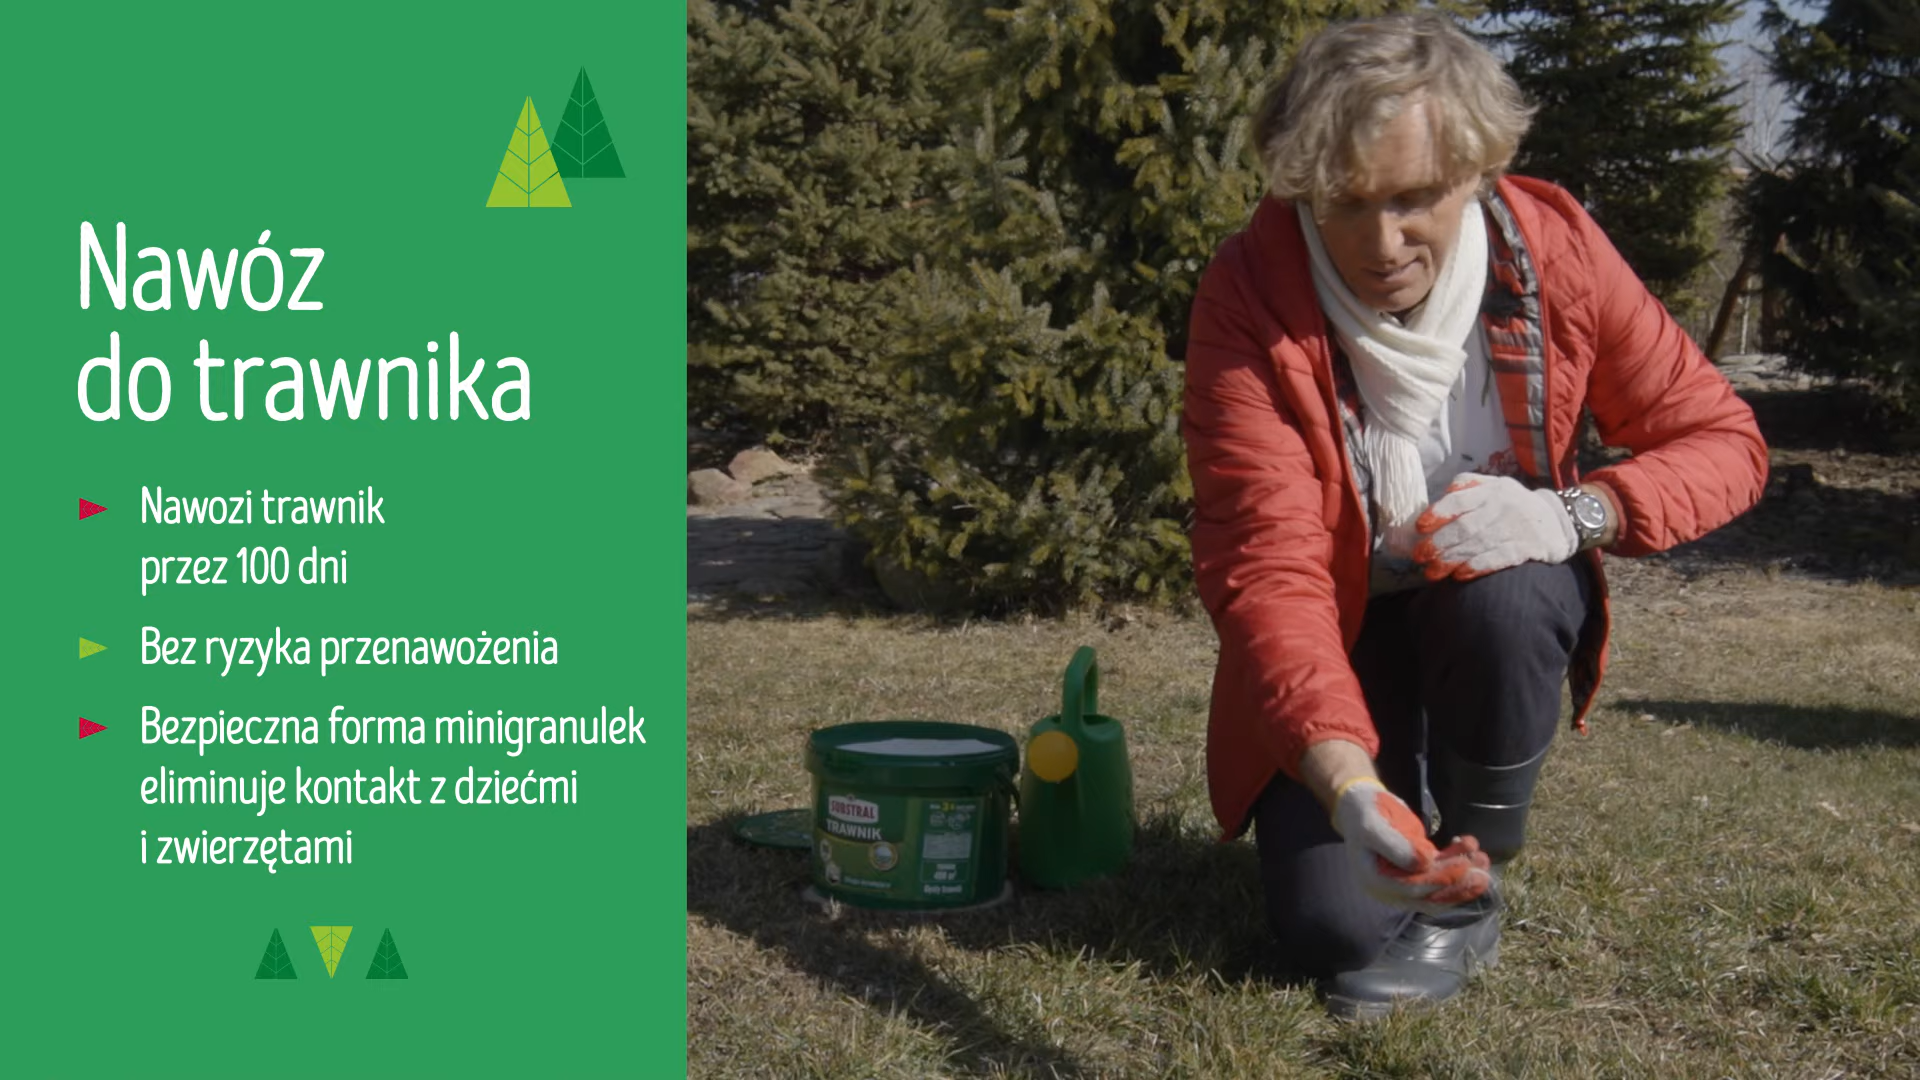 Nawóz
do trawnika
Nawozi trawnik
przez 100 dni
Bez ryzyka przenawożenia
Bezpieczna forma minigranulek
eliminuje kontakt z dziećmi
i zwierzętami
SUBSTRAL
TRAWNIK